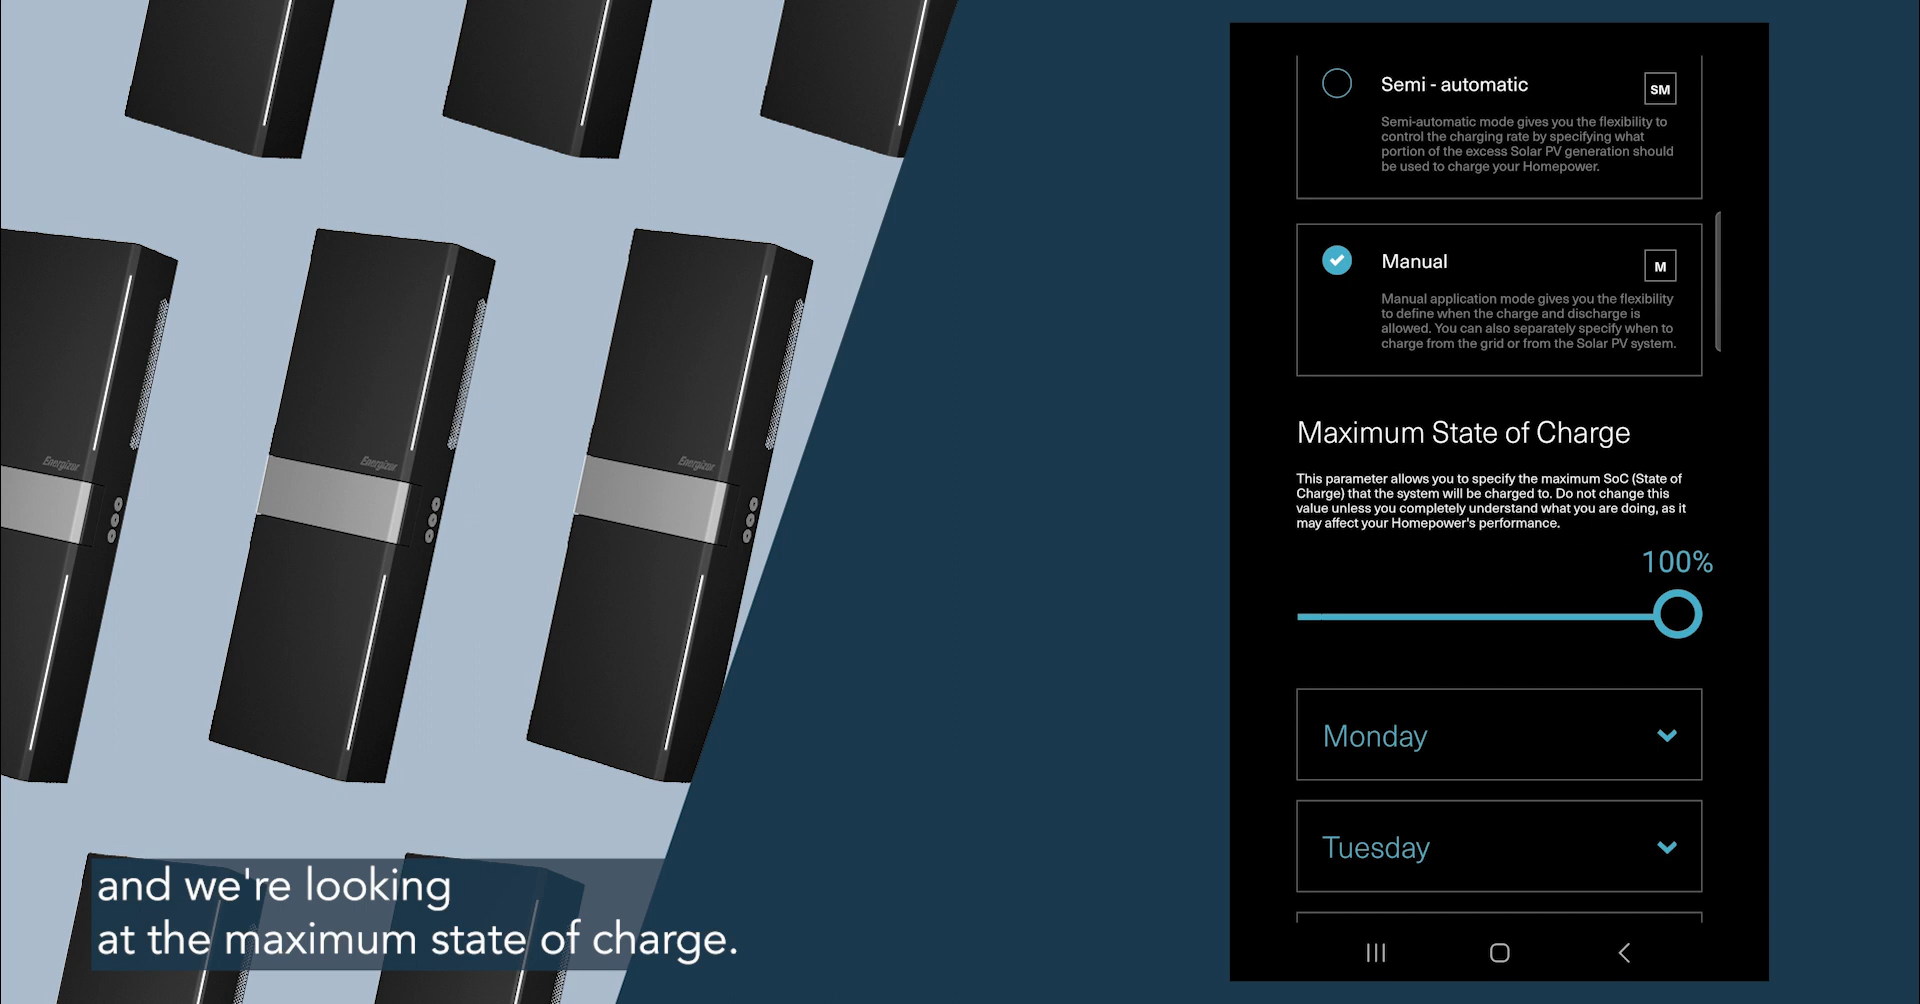 Semi - automatic
SM
Semi-automatic mode gives you the flexibility to
control the charging rate by specifying what
portion of the excess Solar PV generation should
be used to charge your Homepower.
Manual
M
Manual application mode gives you the flexibility
to define when the charge and discharge is
allowed. You can also separately specify when to
charge from the grid or from the Solar PV system.
Maximum State of Charge
This parameter allows you to specify the maximum SoC (State of
Charge) that the system will be charged to. Do not change this
value unless you completely understand what you are doing, as it
may affect your Homepower's performance.
100%
Monday
Tuesday
Energizer
Energizer
Energizer
and we're looking
at the maximum state of charge.